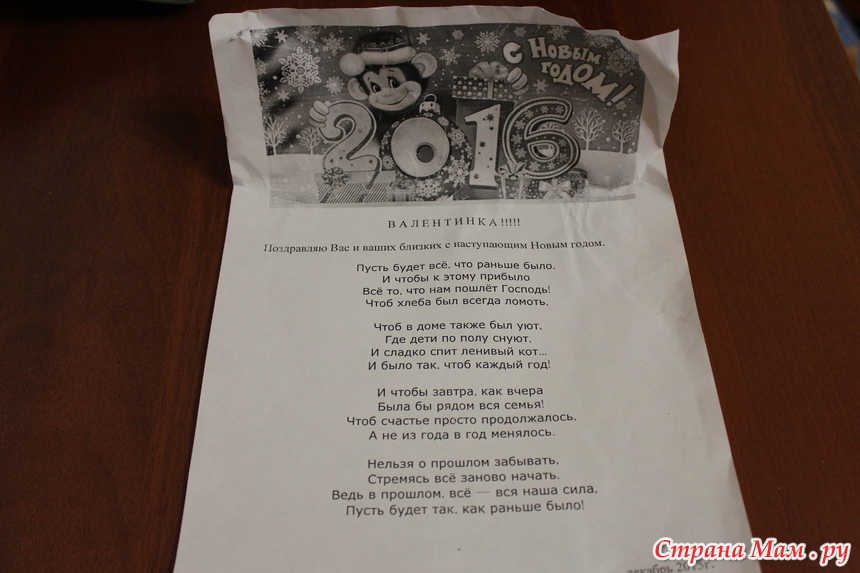 С Новым
годом!
2016
ВАЛЕНТИНКА!!!!!
Поздравляю Вас и ваших близких с наступающим Новым годом.
Пусть будет всё, что раньше было.
И чтобы к этому прибыло
Всё то, что нам пошлёт Господь!
Чтоб хлеба был всегда ломоть.
Чтоб в доме также был уют,
Где дети по полу снуют,
И сладко спит ленивый кот...
И было так, чтоб каждый год!
И чтобы завтра, как вчера
Была бы рядом вся семья!
Чтоб счастье просто продолжалось.
А не из года в год менялось.
Нельзя о прошлом забывать.
Стремясь всё заново начать.
Ведь в прошлом, всё — вся наша сила.
Пусть будет так, как раньше было!
декабрь 2015г.
Страна Мам.ру